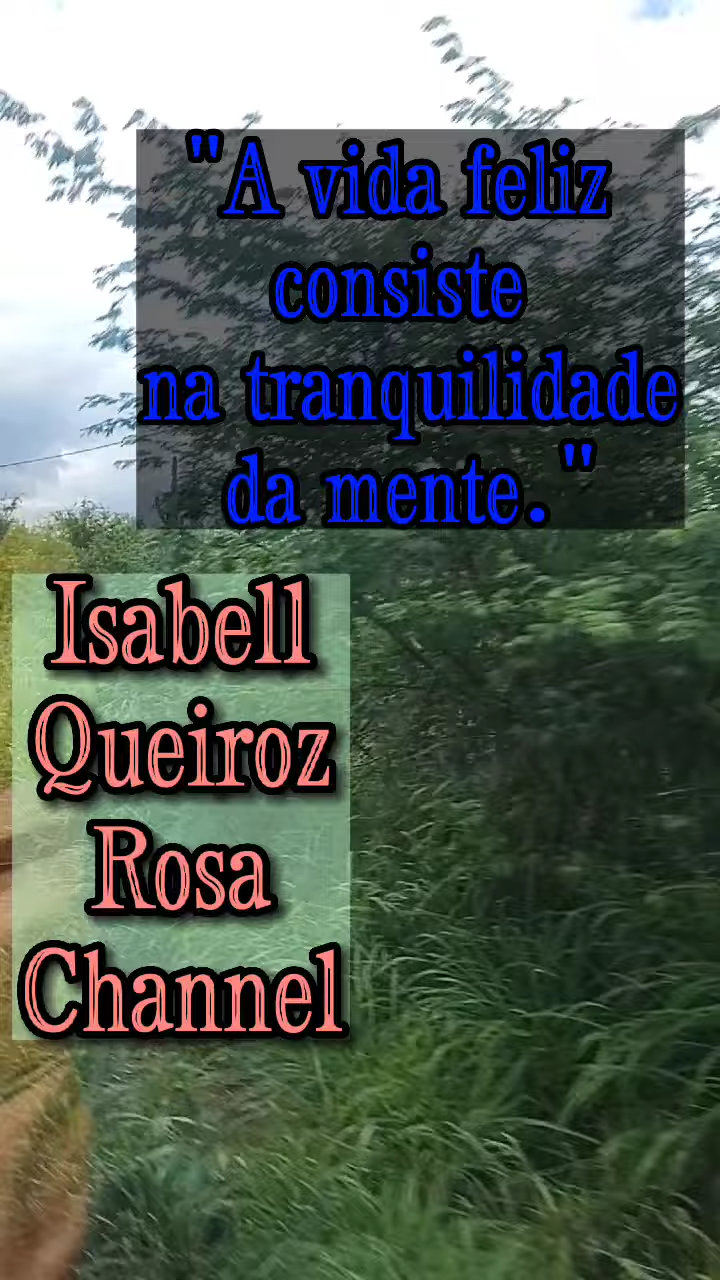 "A vida feliz
consiste
na tranquilidade
da mente."
Isabell
Queiroz
Rosa
Channel